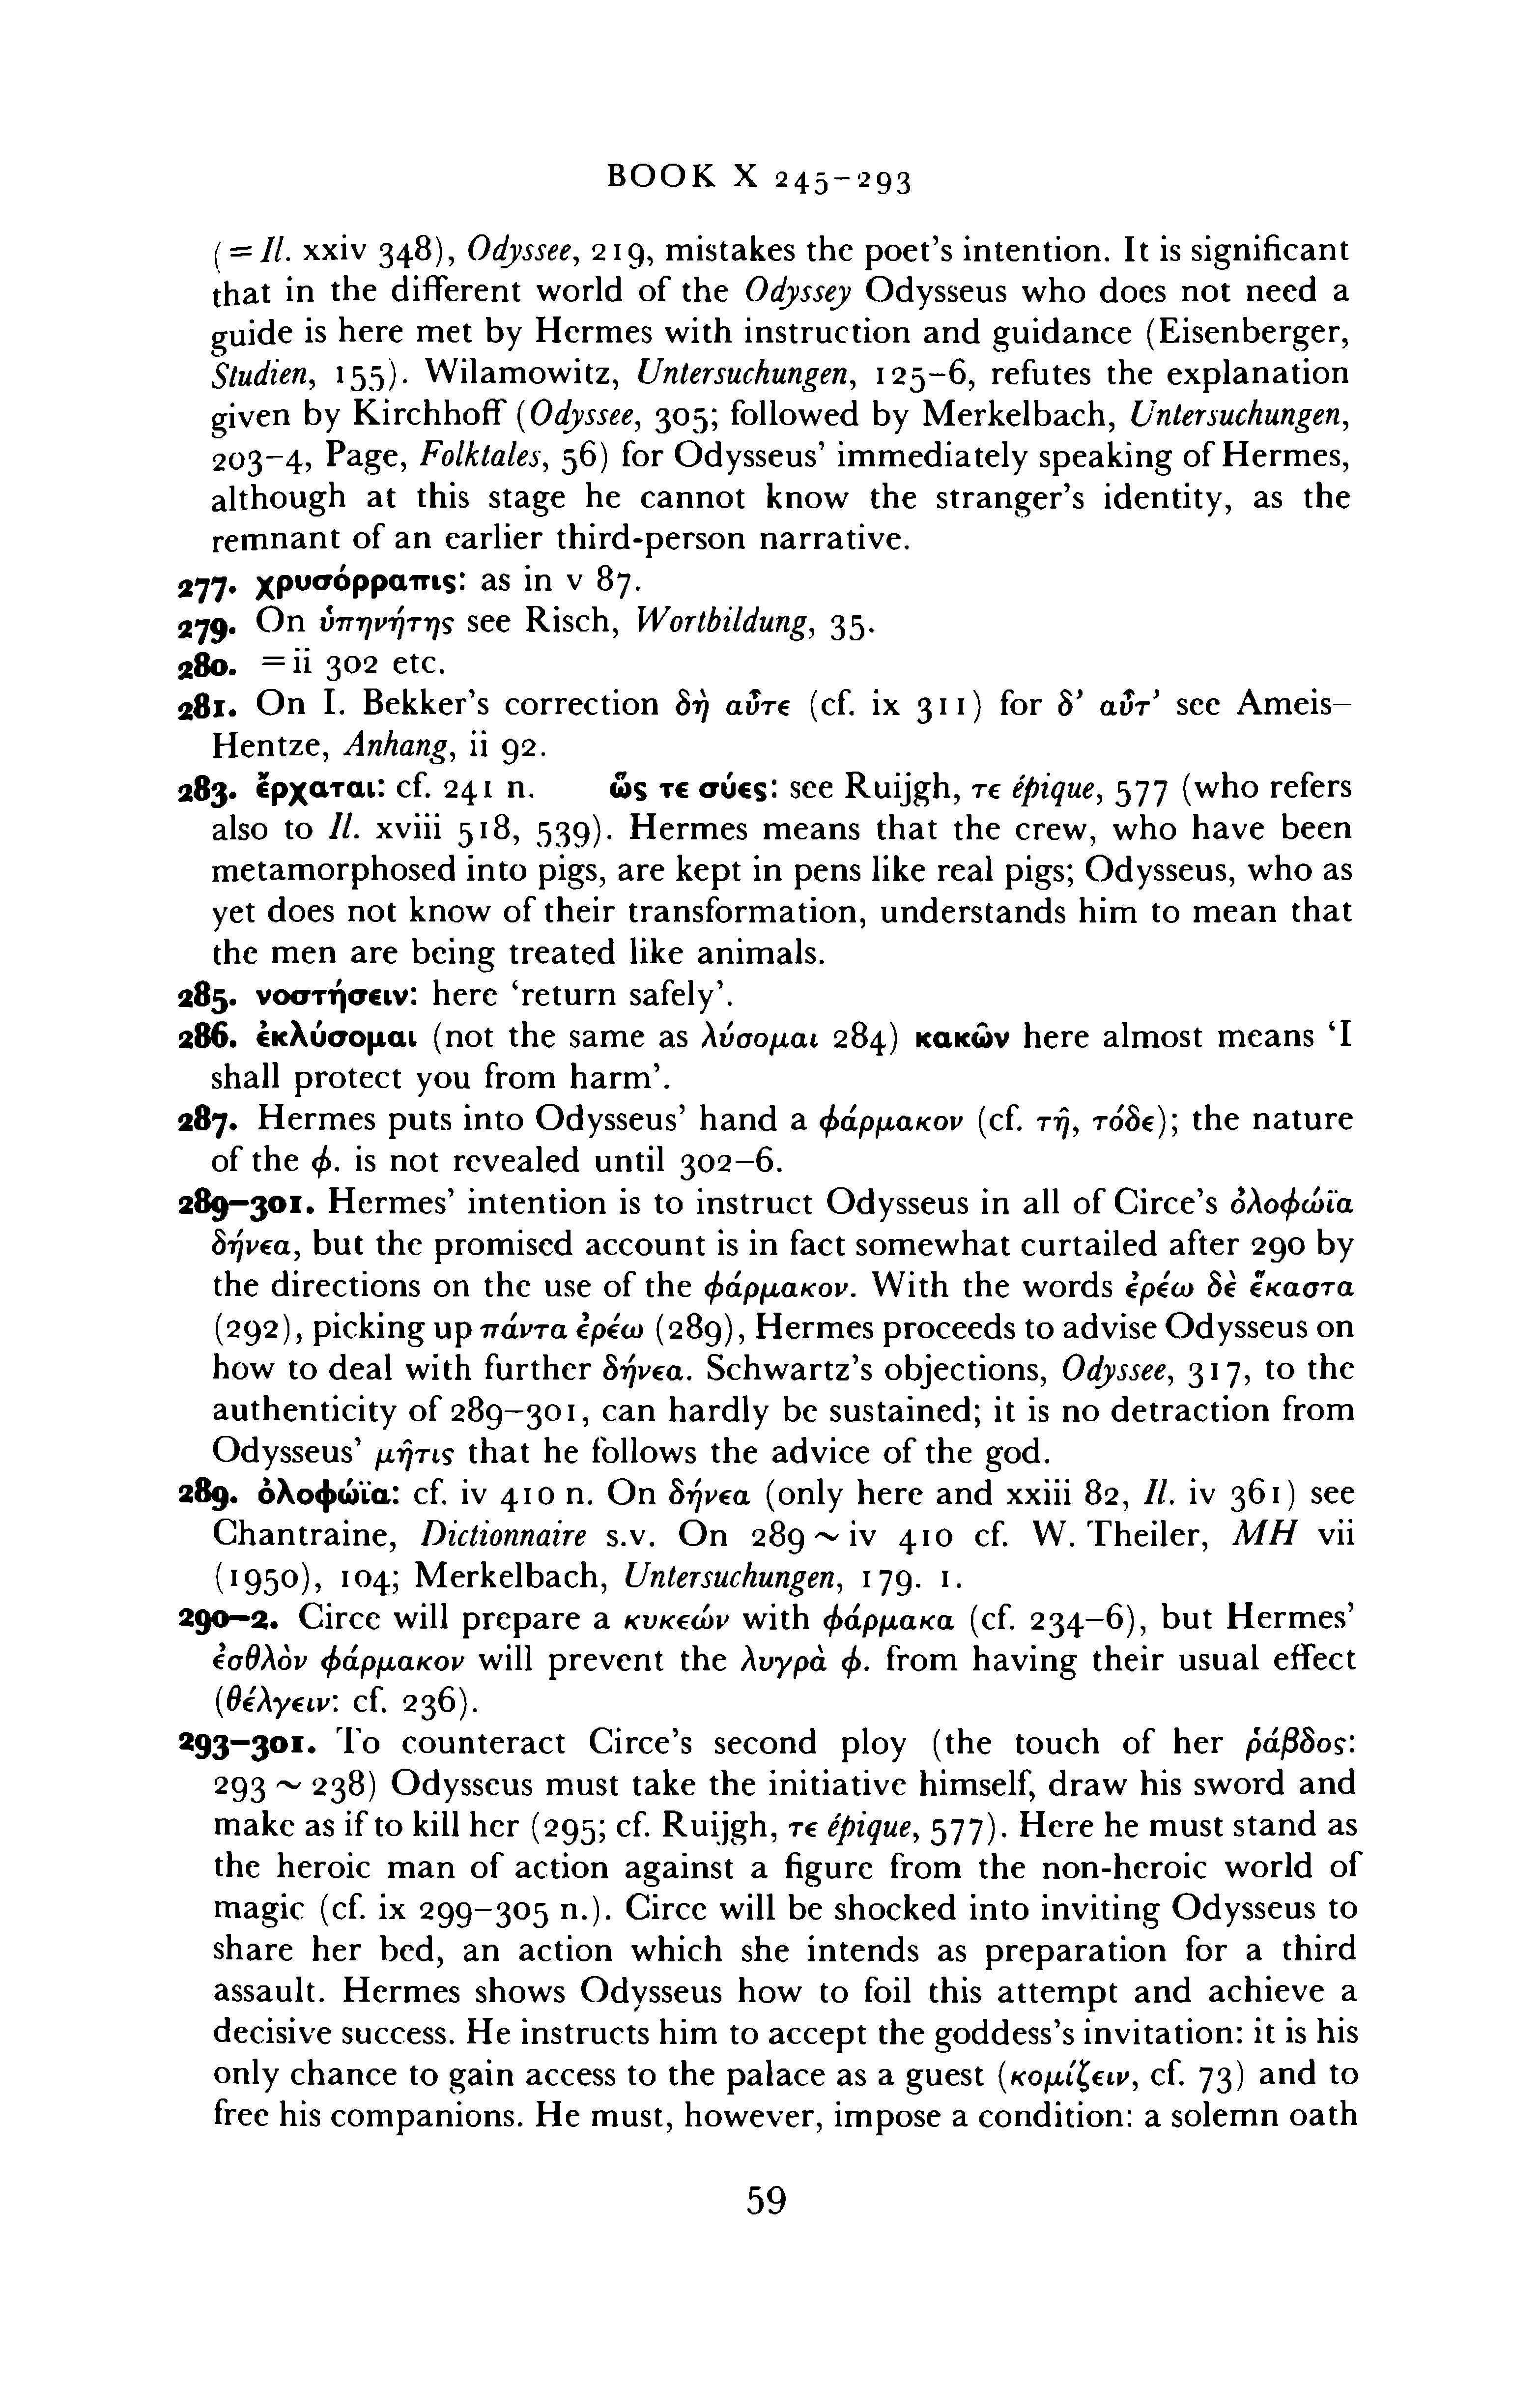 BOOK X 245-293
(=Il. xxiv 348), Odyssee, 219, mistakes the poet's intention. It is significant
that in the different world of the Odyssey Odysseus who does not need a
guide is here met by Hermes with instruction and guidance (Eisenberger,
Studien, 155). Wilamowitz, Untersuchungen, 125–6, refutes the explanation
given by Kirchhoff (Odyssee, 305; followed by Merkelbach, Untersuchungen,
203–4, Page, Folktales, 56) for Odysseus' immediately speaking of Hermes,
although at this stage he cannot know the stranger's identity, as the
remnant of an earlier third-person narrative.
277. χρυσόρραπις: as in v 87.
279. On ὑπηνήτης see Risch, Wortbildung, 35.
280. =ii 302 etc.
281. On I. Bekker's correction δὴ αὖτε (cf. ix 311) for δ' αὖτ' see Ameis–
Hentze, Anhang, ii 92.
283. ἔρχαται: cf. 241 n. ὥς τε σύες: see Ruijgh, τε épique, 577 (who refers
also to Il. xviii 518, 539). Hermes means that the crew, who have been
metamorphosed into pigs, are kept in pens like real pigs; Odysseus, who as
yet does not know of their transformation, understands him to mean that
the men are being treated like animals.
285. νοστήσειν: here 'return safely'.
286. ἐκλύσομαι (not the same as λύσομαι 284) κακῶν here almost means 'I
shall protect you from harm'.
287. Hermes puts into Odysseus' hand a φάρμακον (cf. τῆ, τόδε); the nature
of the φ. is not revealed until 302–6.
289–301. Hermes' intention is to instruct Odysseus in all of Circe's ὀλοφώϊα
δήνεα, but the promised account is in fact somewhat curtailed after 290 by
the directions on the use of the φάρμακον. With the words ἐρέω δὲ ἕκαστα
(292), picking up πάντα ἐρέω (289), Hermes proceeds to advise Odysseus on
how to deal with further δήνεα. Schwartz's objections, Odyssee, 317, to the
authenticity of 289–301, can hardly be sustained; it is no detraction from
Odysseus' μῆτις that he follows the advice of the god.
289. ὀλοφώϊα: cf. iv 410 n. On δήνεα (only here and xxiii 82, Il. iv 361) see
Chantraine, Dictionnaire s.v. On 289 ~ iv 410 cf. W. Theiler, MH vii
(1950), 104; Merkelbach, Untersuchungen, 179. 1.
290–2. Circe will prepare a κυκεών with φάρμακα (cf. 234–6), but Hermes'
ἐσθλὸν φάρμακον will prevent the λυγρὰ φ. from having their usual effect
(θέλγειν: cf. 236).
293–301. To counteract Circe's second ploy (the touch of her ῥάβδος:
293 ~ 238) Odysseus must take the initiative himself, draw his sword and
make as if to kill her (295; cf. Ruijgh, τε épique, 577). Here he must stand as
the heroic man of action against a figure from the non-heroic world of
magic (cf. ix 299–305 n.). Circe will be shocked into inviting Odysseus to
share her bed, an action which she intends as preparation for a third
assault. Hermes shows Odysseus how to foil this attempt and achieve a
decisive success. He instructs him to accept the goddess's invitation: it is his
only chance to gain access to the palace as a guest (κομίζειν, cf. 73) and to
free his companions. He must, however, impose a condition: a solemn oath
59